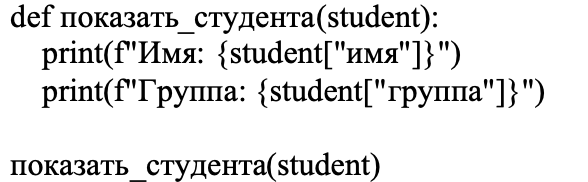 def показать_студента(student):
    print(f"Имя: {student["имя"]}")
    print(f"Группа: {student["группа"]}")

показать_студента(student)